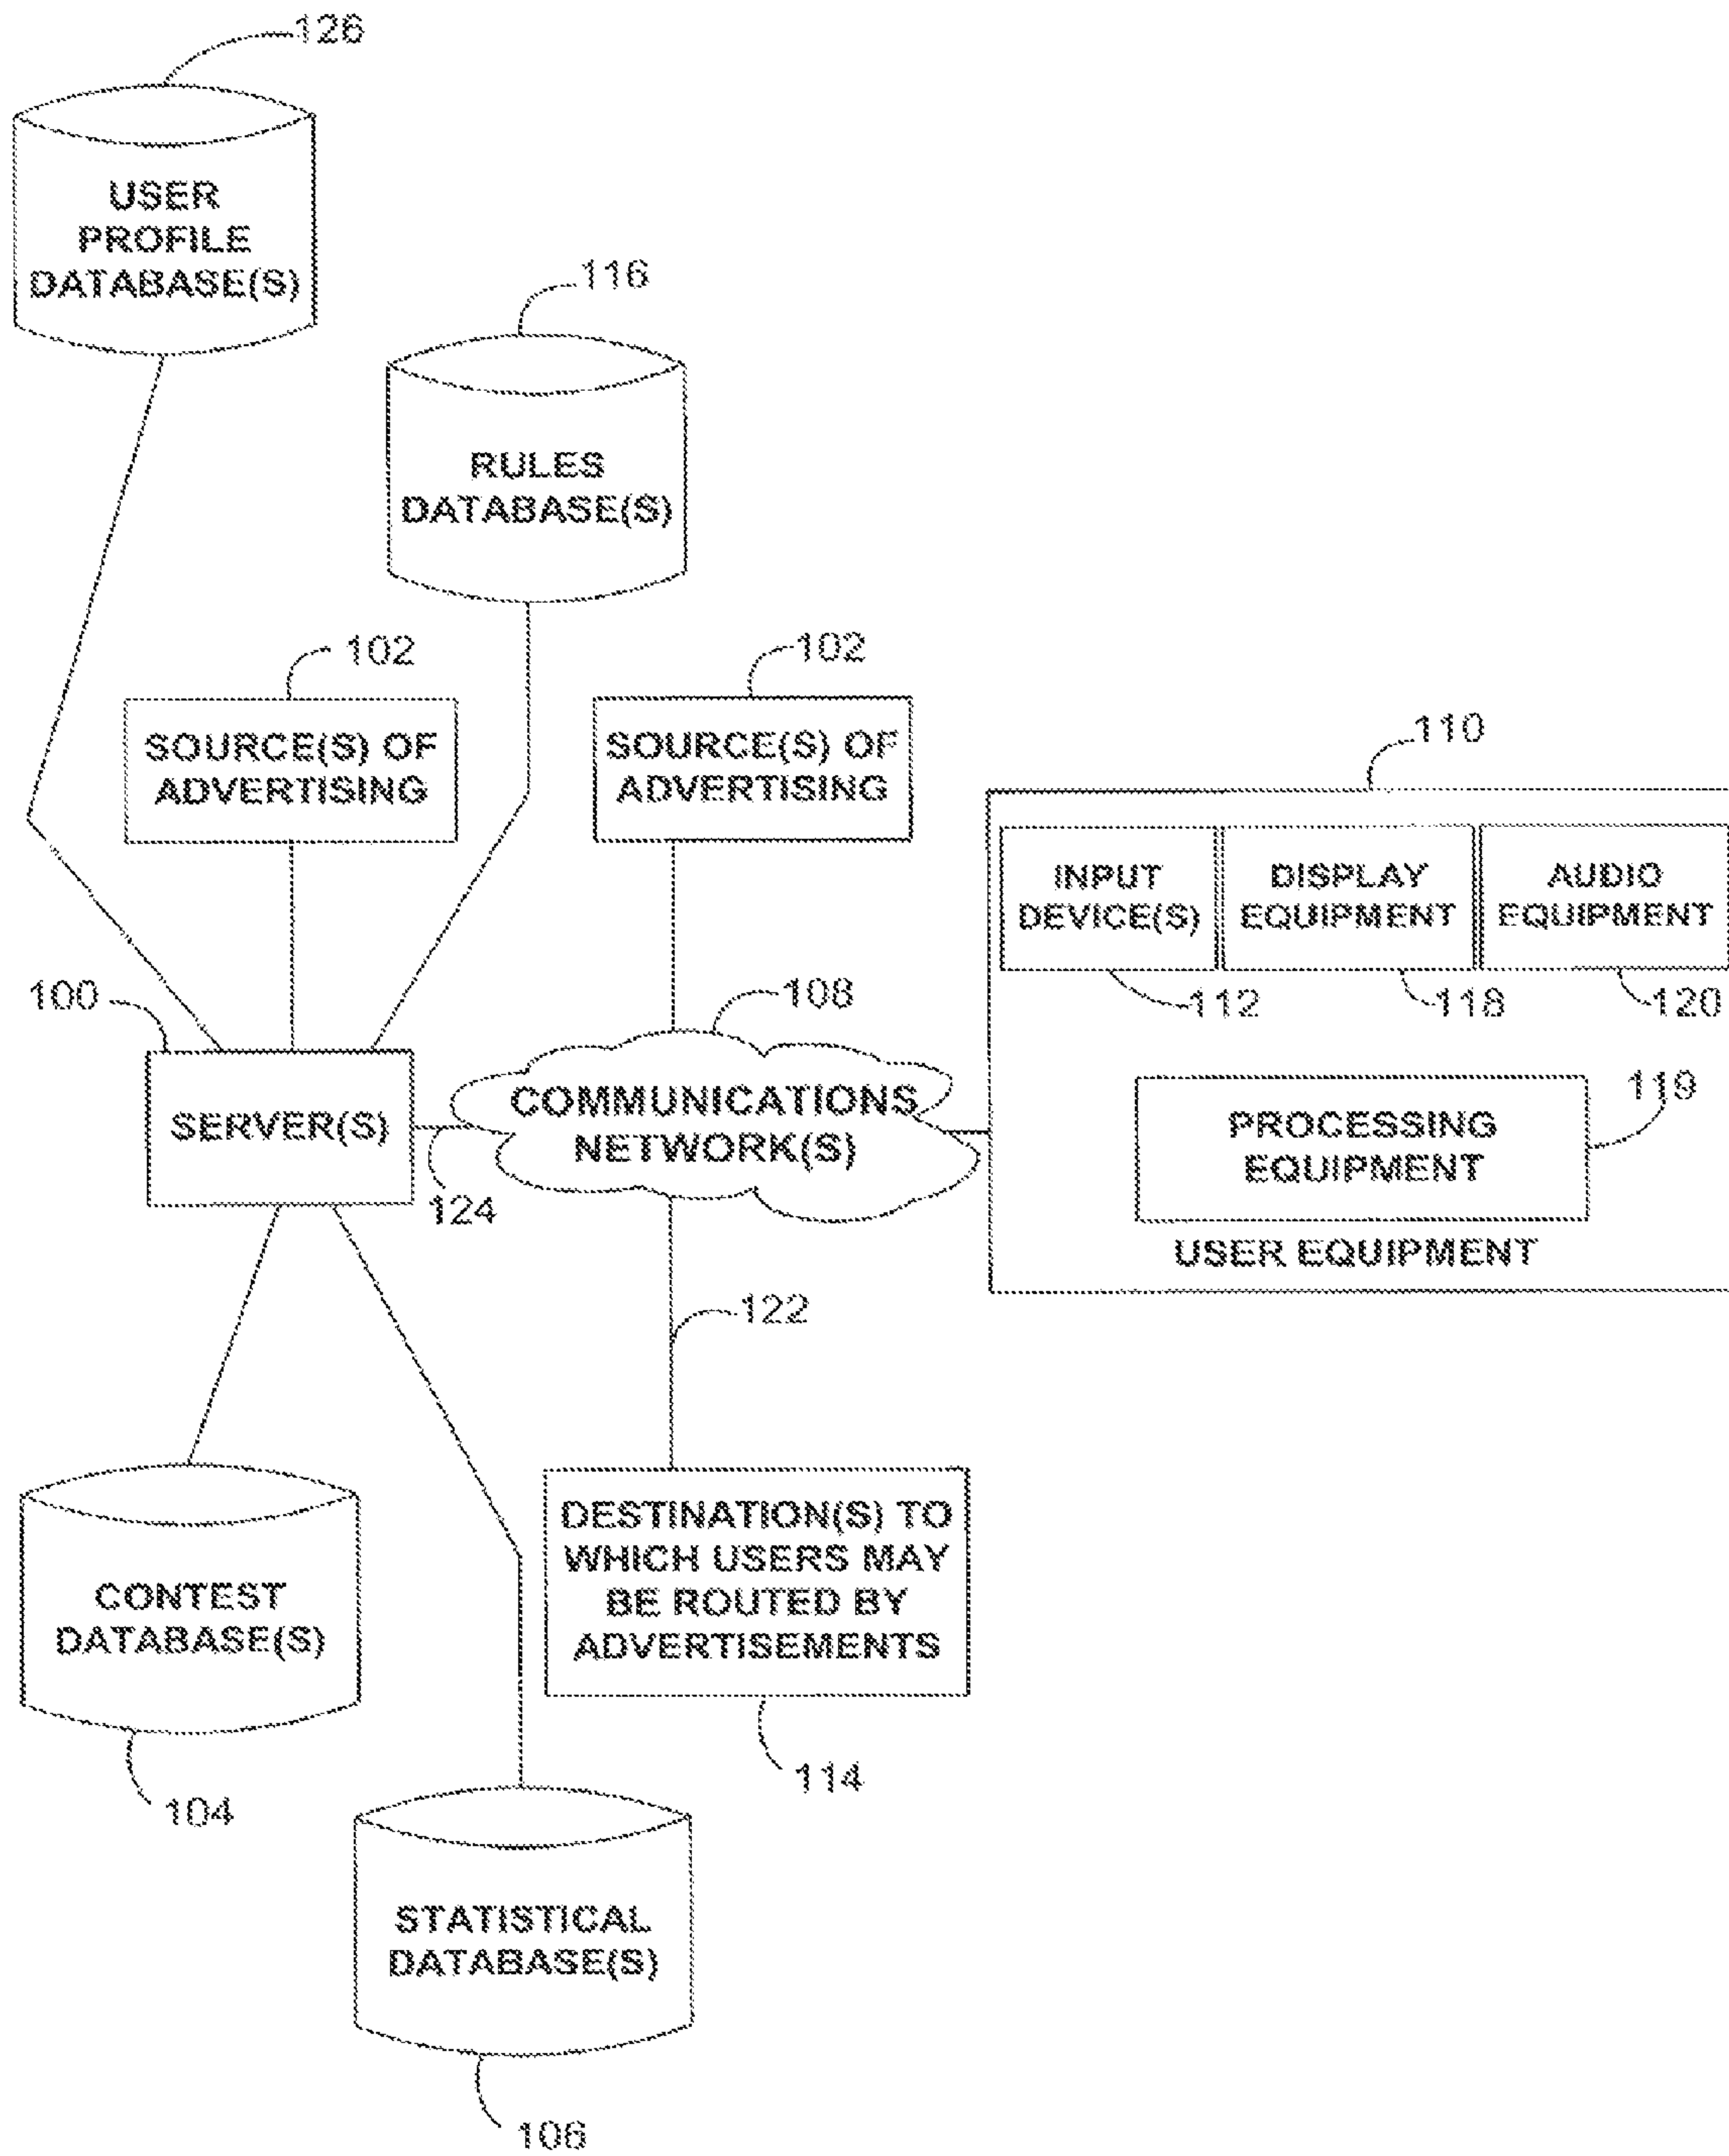 126
USER
PROFILE
DATABASE(S)
116
RULES
DATABASE(S)
102
SOURCE(S) OF
ADVERTISING
102
SOURCE(S) OF
ADVERTISING
110
INPUT
DEVICE(S)
DISPLAY
EQUIPMENT
AUDIO
EQUIPMENT
112
118
120
100
SERVER(S)
124
108
COMMUNICATIONS
NETWORK(S)
119
PROCESSING
EQUIPMENT
USER EQUIPMENT
122
CONTEST
DATABASE(S)
104
DESTINATION(S) TO
WHICH USERS MAY
BE ROUTED BY
ADVERTISEMENTS
114
STATISTICAL
DATABASE(S)
106